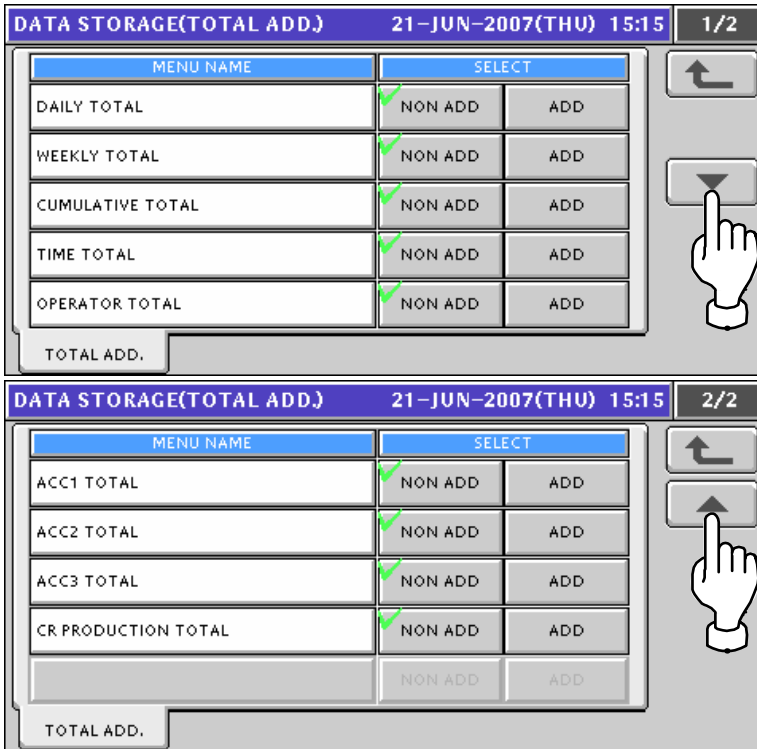 DATA STORAGE(TOTAL ADD.) 21-JUN-2007(THU) 15:15 1/2
MENU NAME SELECT
DAILY TOTAL NON ADD ADD
WEEKLY TOTAL NON ADD ADD
CUMULATIVE TOTAL NON ADD ADD
TIME TOTAL NON ADD ADD
OPERATOR TOTAL NON ADD ADD
TOTAL ADD.
DATA STORAGE(TOTAL ADD.) 21-JUN-2007(THU) 15:15 2/2
MENU NAME SELECT
ACC1 TOTAL NON ADD ADD
ACC2 TOTAL NON ADD ADD
ACC3 TOTAL NON ADD ADD
CR PRODUCTION TOTAL NON ADD ADD
NON ADD ADD
TOTAL ADD.